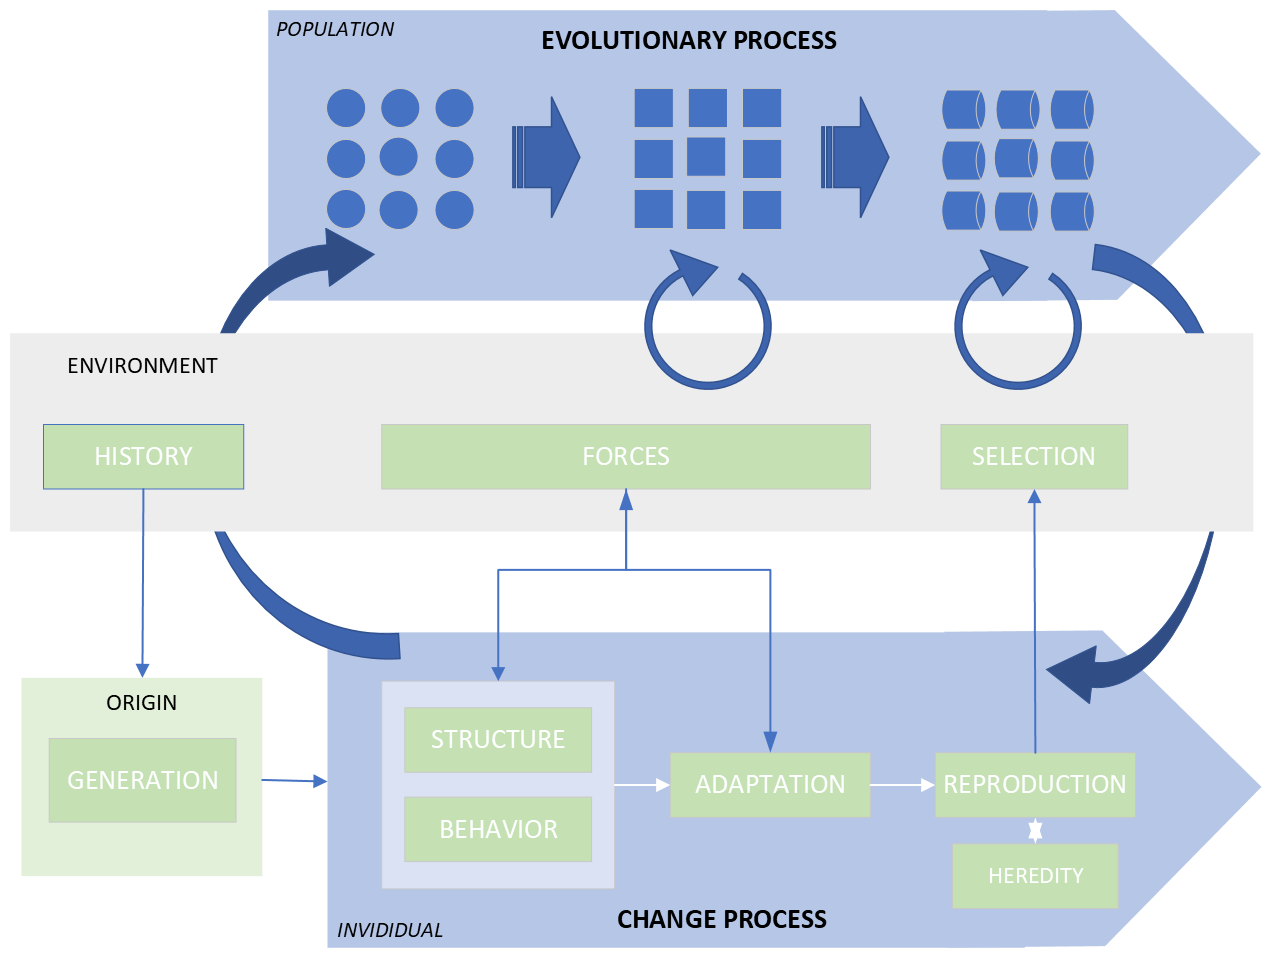 POPULATION
EVOLUTIONARY PROCESS
ENVIRONMENT
HISTORY
FORCES
SELECTION
ORIGIN
GENERATION
STRUCTURE
BEHAVIOR
ADAPTATION
REPRODUCTION
HEREDITY
CHANGE PROCESS
INVIDIDUAL